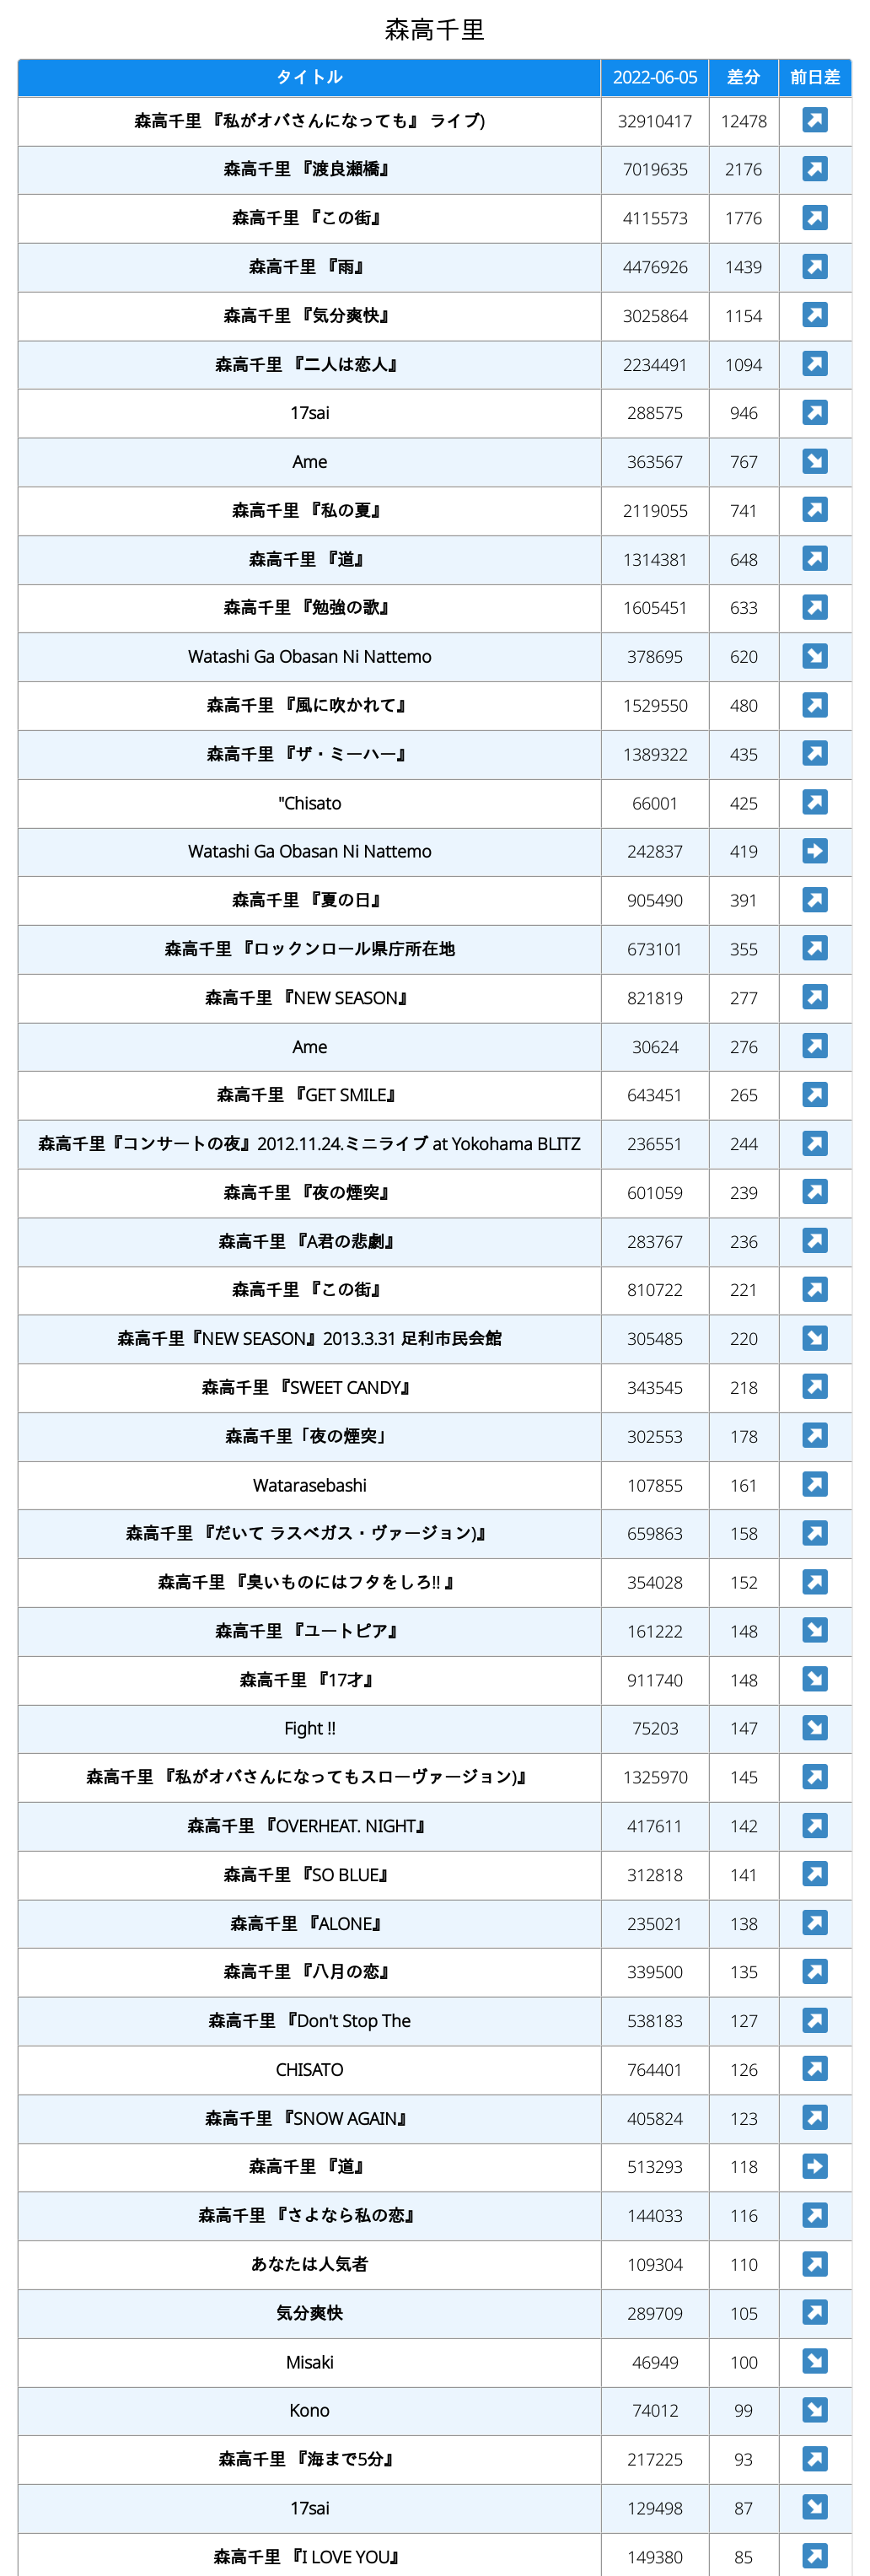 森高千里
タイトル 2022-06-05 差分 前日差
森高千里 『私がオバさんになっても』 ライブ) 32910417 12478
森高千里 『渡良瀬橋』 7019635 2176
森高千里 『この街』 4115573 1776
森高千里 『雨』 4476926 1439
森高千里 『気分爽快』 3025864 1154
森高千里 『二人は恋人』 2234491 1094
17sai 288575 946
Ame 363567 767
森高千里 『私の夏』 2119055 741
森高千里 『道』 1314381 648
森高千里 『勉強の歌』 1605451 633
Watashi Ga Obasan Ni Nattemo 378695 620
森高千里 『風に吹かれて』 1529550 480
森高千里 『ザ・ミーハー』 1389322 435
"Chisato 66001 425
Watashi Ga Obasan Ni Nattemo 242837 419
森高千里 『夏の日』 905490 391
森高千里 『ロックンロール県庁所在地 673101 355
森高千里 『NEW SEASON』 821819 277
Ame 30624 276
森高千里 『GET SMILE』 643451 265
森高千里『コンサートの夜』2012.11.24.ミニライブ at Yokohama BLITZ 236551 244
森高千里 『夜の煙突』 601059 239
森高千里 『A君の悲劇』 283767 236
森高千里 『この街』 810722 221
森高千里『NEW SEASON』2013.3.31 足利市民会館 305485 220
森高千里 『SWEET CANDY』 343545 218
森高千里「夜の煙突」 302553 178
Watarasebashi 107855 161
森高千里 『だいて ラスベガス・ヴァージョン)』 659863 158
森高千里 『臭いものにはフタをしろ!! 』 354028 152
森高千里 『ユートピア』 161222 148
森高千里 『17才』 911740 148
Fight !! 75203 147
森高千里 『私がオバさんになってもスローヴァージョン)』 1325970 145
森高千里 『OVERHEAT. NIGHT』 417611 142
森高千里 『SO BLUE』 312818 141
森高千里 『ALONE』 235021 138
森高千里 『八月の恋』 339500 135
森高千里 『Don't Stop The 538183 127
CHISATO 764401 126
森高千里 『SNOW AGAIN』 405824 123
森高千里 『道』 513293 118
森高千里 『さよなら私の恋』 144033 116
あなたは人気者 109304 110
気分爽快 289709 105
Misaki 46949 100
Kono 74012 99
森高千里 『海まで5分』 217225 93
17sai 129498 87
森高千里 『I LOVE YOU』 149380 85